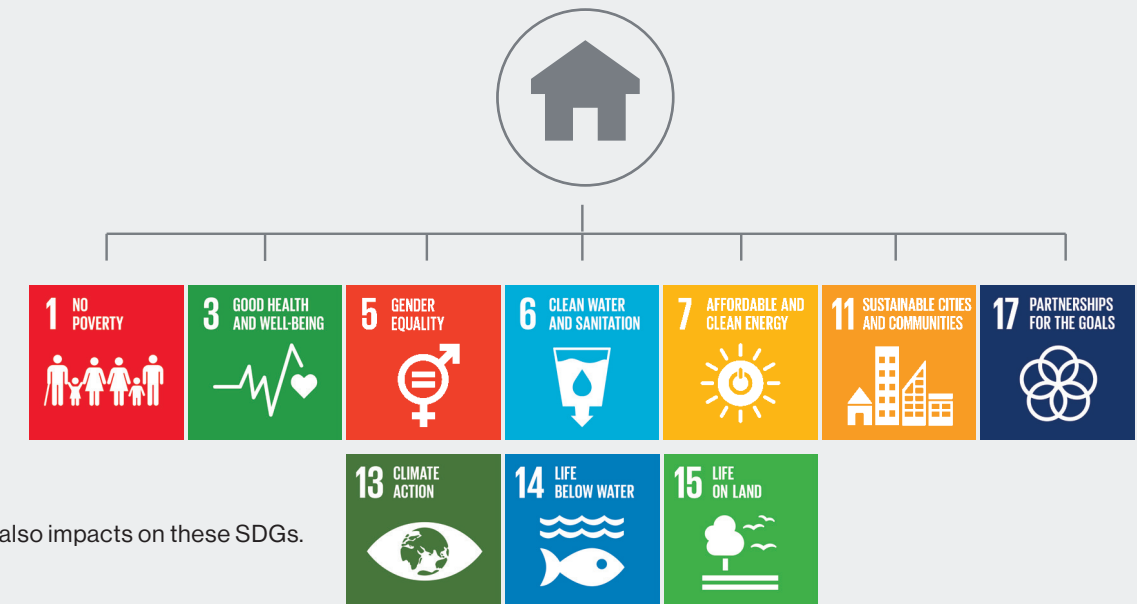 1 NO
POVERTY
3 GOOD HEALTH
AND WELL-BEING
5 GENDER
EQUALITY
6 CLEAN WATER
AND SANITATION
7 AFFORDABLE AND
CLEAN ENERGY
11 SUSTAINABLE CITIES
AND COMMUNITIES
17 PARTNERSHIPS
FOR THE GOALS
also impacts on these SDGs.
13 CLIMATE
ACTION
14 LIFE
BELOW WATER
15 LIFE
ON LAND